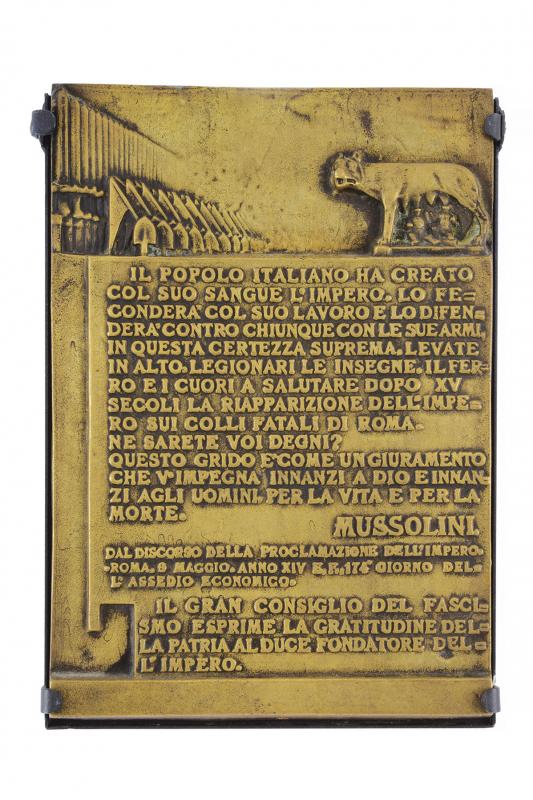 IL POPOLO ITALIANO HA CREATO
COL SUO SANGUE L'IMPERO. LO FE=
CONDERA' COL SUO LAVORO E LO DIFEN=
DERA' CONTRO CHIUNQUE CON LE SUE ARMI,
IN QUESTA CERTEZZA SUPREMA. LEVATE
IN ALTO. LEGIONARI LE INSEGNE. IL FER=
RO E I CUORI A SALUTARE DOPO XV
SECOLI LA RIAPPARIZIONE DELL'IMPE=
RO SUI COLLI FATALI DI ROMA.
NE SARETE VOI DEGNI?
QUESTO GRIDO E' COME UN GIURAMENTO
CHE V'IMPEGNA INNANZI A DIO E INNAN=
ZI AGLI UOMINI. PER LA VITA E PER LA
MORTE.
MUSSOLINI.
DAL DISCORSO DELLA PROCLAMAZIONE DELL'IMPERO.
.ROMA. 9 MAGGIO. ANNO XIV E.F. 174° GIORNO DEL=
L'ASSEDIO ECONOMICO.
IL GRAN CONSIGLIO DEL FASCI=
SMO ESPRIME LA GRATITUDINE DEL=
LA PATRIA AL DUCE FONDATORE DEL=
L'IMPERO.